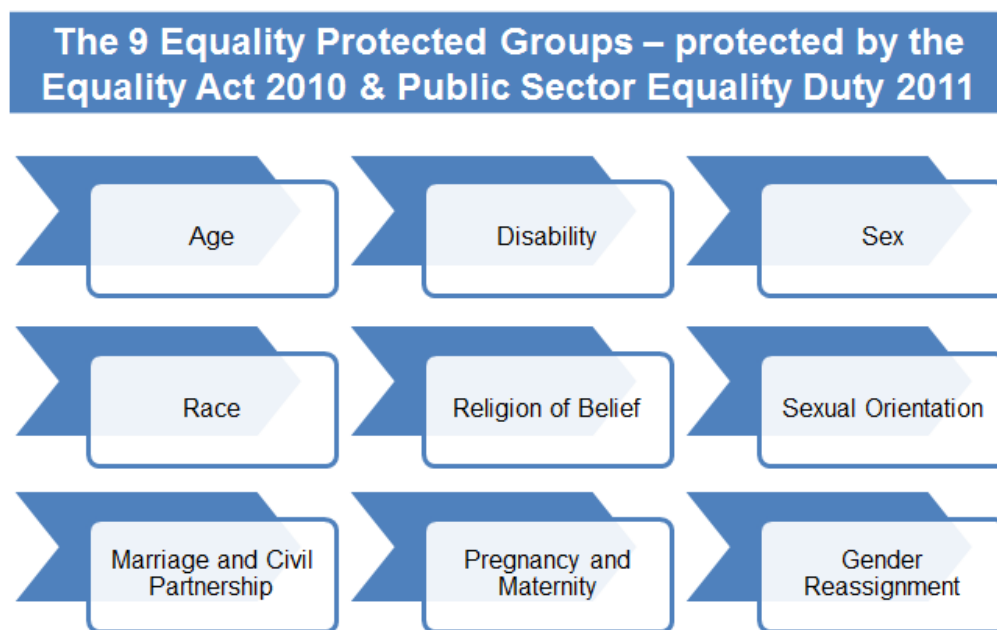 The 9 Equality Protected Groups – protected by the
Equality Act 2010 & Public Sector Equality Duty 2011
Age
Disability
Sex
Race
Religion of Belief
Sexual Orientation
Marriage and Civil
Partnership
Pregnancy and
Maternity
Gender
Reassignment